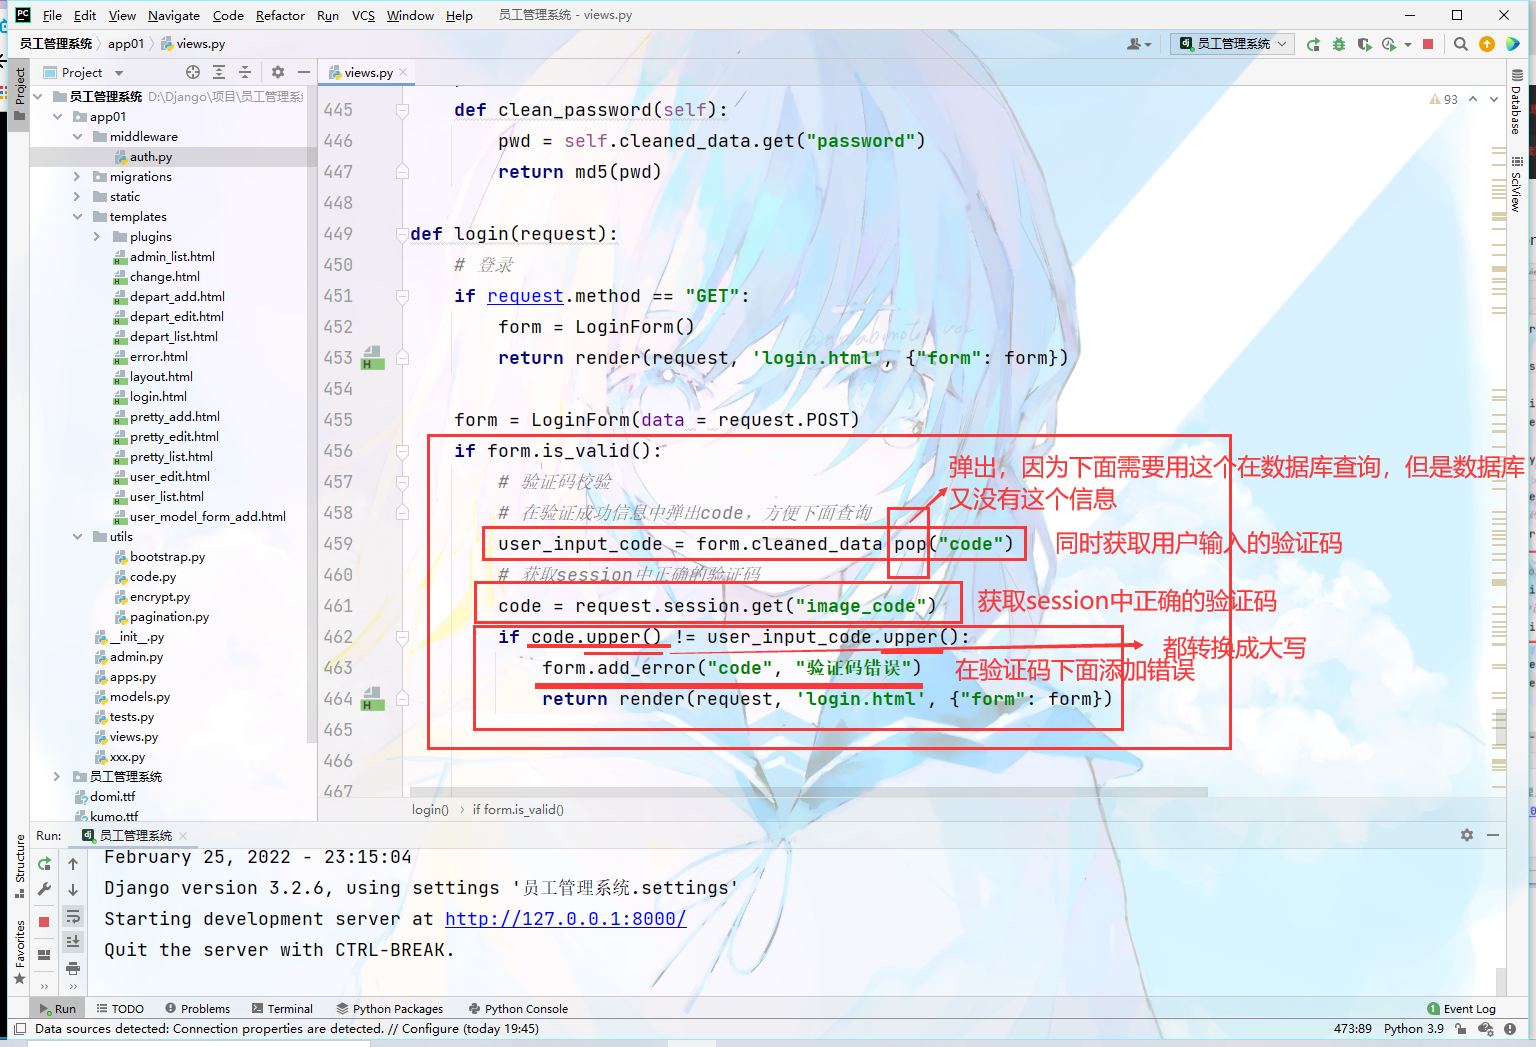 File Edit View Navigate Code Refactor Run VCS Window Help 员工管理系统 - views.py
员工管理系统 app01 views.py
员工管理系统
Project
views.py
员工管理系统 D:\Django\项目\员工管理系
app01
middleware
auth.py
migrations
static
templates
plugins
admin_list.html
change.html
depart_add.html
depart_edit.html
depart_list.html
error.html
layout.html
login.html
pretty_add.html
pretty_edit.html
pretty_list.html
user_edit.html
user_list.html
user_model_form_add.html
utils
bootstrap.py
code.py
encrypt.py
pagination.py
__init__.py
admin.py
apps.py
models.py
tests.py
views.py
xxx.py
员工管理系统
domi.ttf
kumo.ttf
Project
Structure
Favorites
Database
SciView
93
445 def clean_password(self):
446 pwd = self.cleaned_data.get("password")
447 return md5(pwd)
448
449 def login(request):
450 # 登录
451 if request.method == "GET":
452 form = LoginForm()
453 return render(request, 'login.html', {"form": form})
454
455 form = LoginForm(data = request.POST)
456 if form.is_valid():
457 # 验证码校验
458 # 在验证成功信息中弹出code，方便下面查询
459 user_input_code = form.cleaned_data.pop("code")
460 # 获取session中正确的验证码
461 code = request.session.get("image_code")
462 if code.upper() != user_input_code.upper():
463 form.add_error("code", "验证码错误")
464 return render(request, 'login.html', {"form": form})
465
466
467
弹出，因为下面需要用这个在数据库查询，但是数据库
又没有这个信息
同时获取用户输入的验证码
获取session中正确的验证码
都转换成大写
在验证码下面添加错误
login() if form.is_valid()
Run: 员工管理系统
February 25, 2022 - 23:15:04
Django version 3.2.6, using settings '员工管理系统.settings'
Starting development server at http://127.0.0.1:8000/
Quit the server with CTRL-BREAK.
Run TODO Problems Terminal Python Packages Python Console 1 Event Log
Data sources detected: Connection properties are detected. // Configure (today 19:45) 473:89 Python 3.9